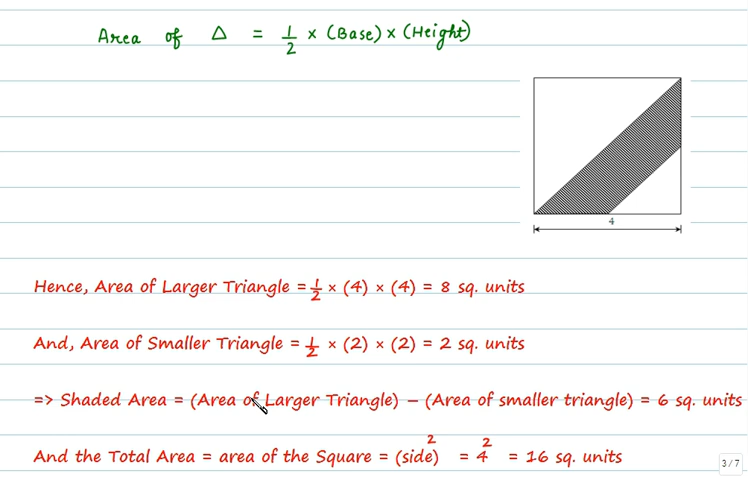 Area of Δ = 1/2 × (Base) × (Height)
4
Hence, Area of Larger Triangle = 1/2 × (4) × (4) = 8 sq. units
And, Area of Smaller Triangle = 1/2 × (2) × (2) = 2 sq. units
=> Shaded Area = (Area of Larger Triangle) − (Area of smaller triangle) = 6 sq. units
And the Total Area = area of the Square = (side)² = 4² = 16 sq. units
3 / 7